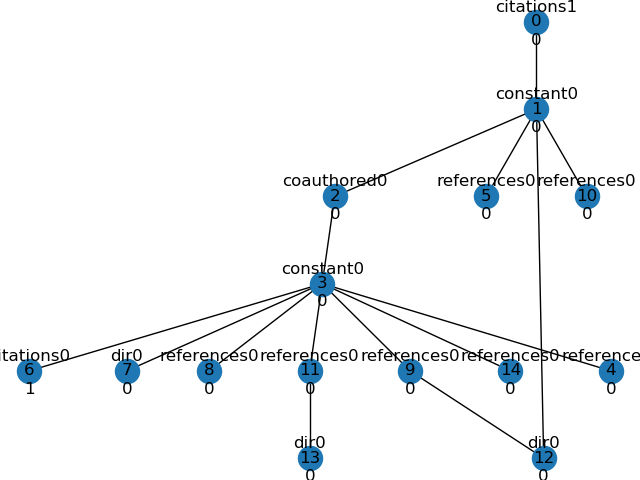 citations1
0
0
constant0
1
0
coauthored0 references0 references0
2 5 10
0 0 0
constant0
3
0
itations0 dir0 references0 references0 references0 references0 reference
6 7 8 11 9 14 4
1 0 0 0 0 0 0
dir0 dir0
13 12
0 0